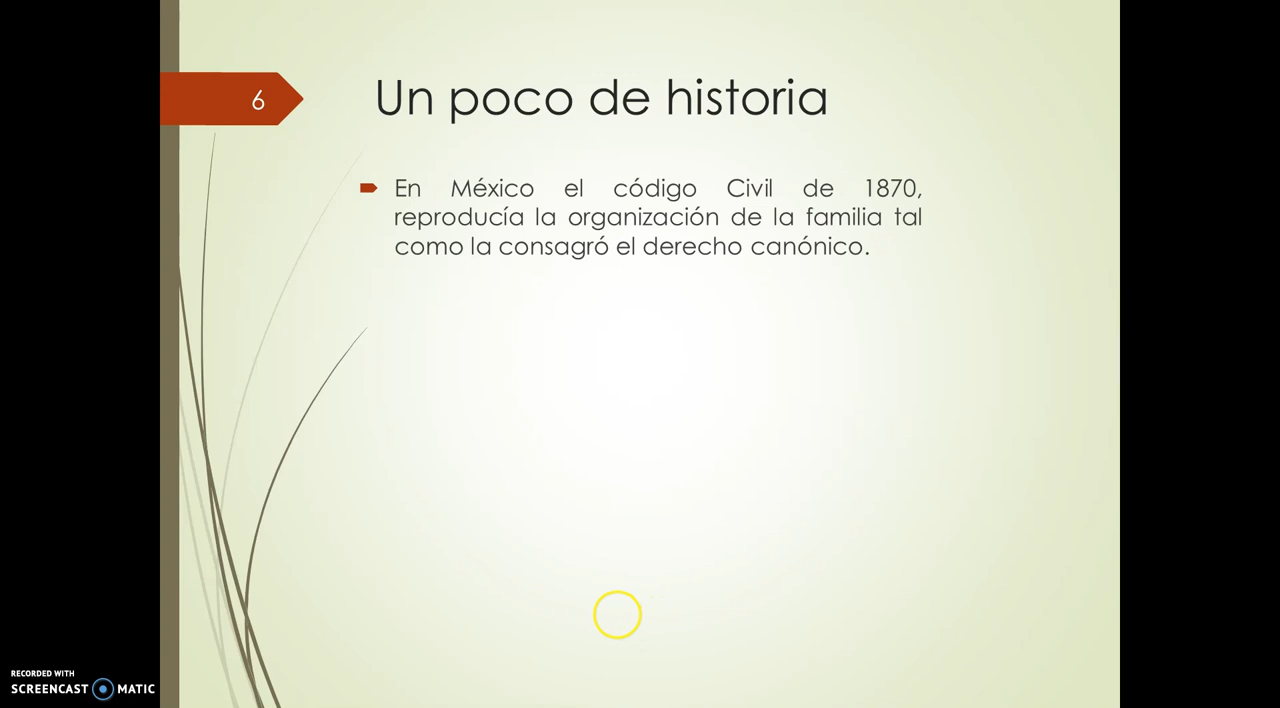 6
Un poco de historia
En México el código Civil de 1870,
reproducía la organización de la familia tal
como la consagró el derecho canónico.
RECORDED WITH
SCREENCAST MATIC